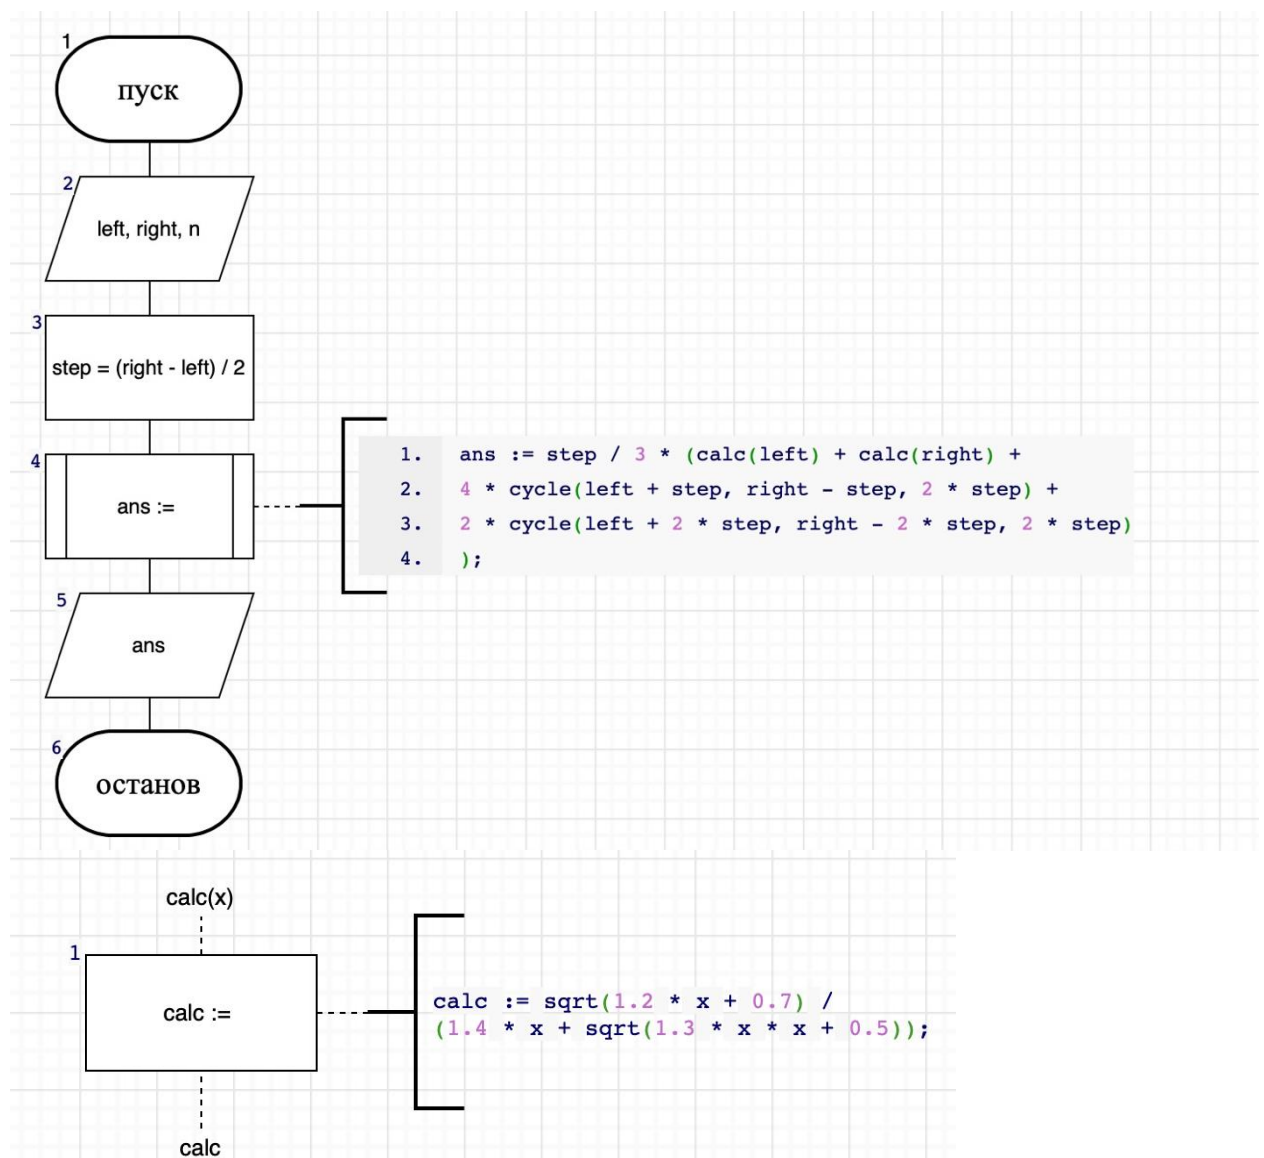 1
пуск
2
left, right, n
3
step = (right - left) / 2
4
ans :=
1. ans := step / 3 * (calc(left) + calc(right) +
2. 4 * cycle(left + step, right - step, 2 * step) +
3. 2 * cycle(left + 2 * step, right - 2 * step, 2 * step)
4. );
5
ans
6
останов
calc(x)
1
calc :=
calc := sqrt(1.2 * x + 0.7) /
(1.4 * x + sqrt(1.3 * x * x + 0.5));
calc